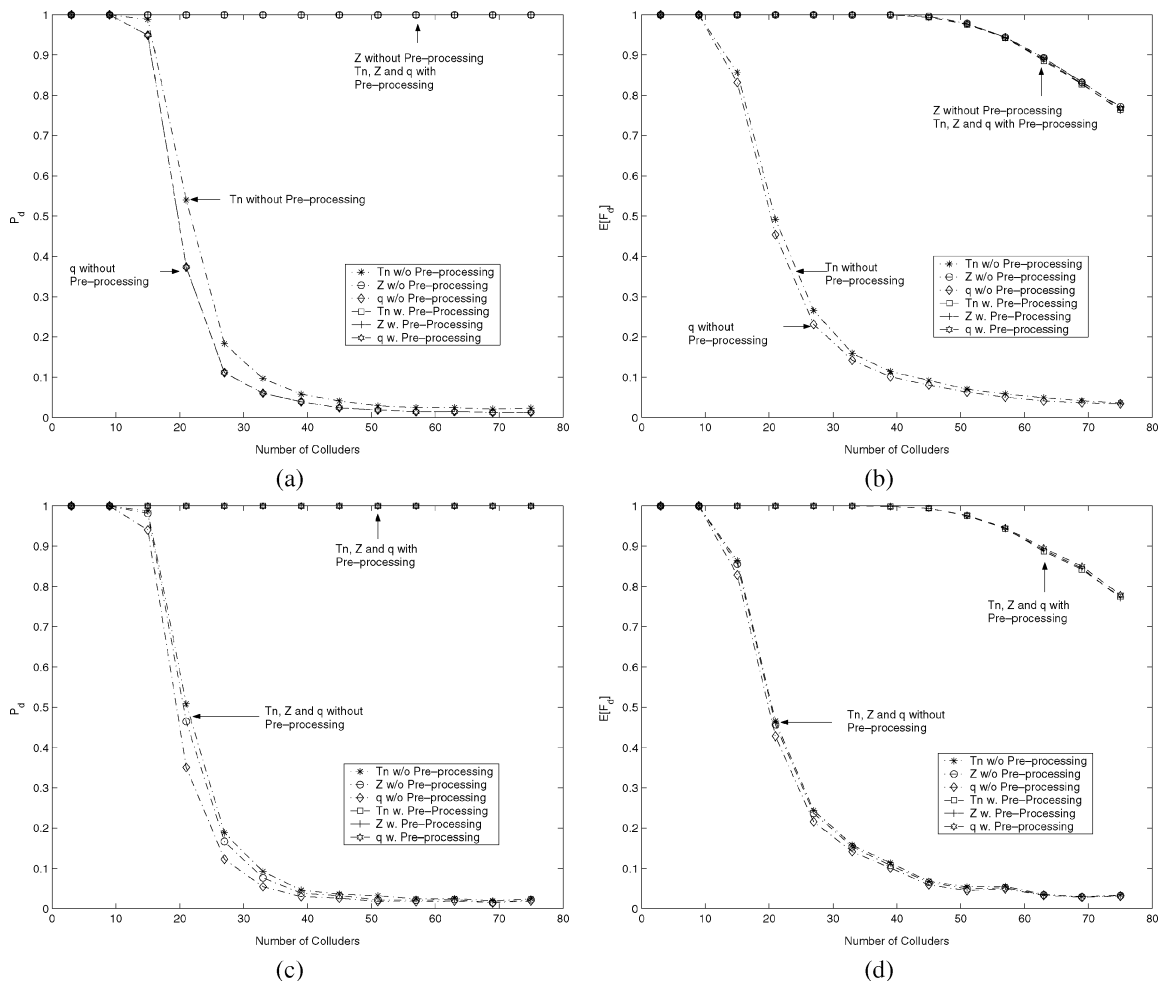 1
0.9
0.8
0.7
0.6
0.5
0.4
0.3
0.2
0.1
0
P_d
Z without Pre–processing
Tn, Z and q with
Pre–processing
Tn without Pre–processing
q without
Pre–processing
Tn w/o Pre–processing
Z w/o Pre–processing
q w/o Pre–processing
Tn w. Pre–Processing
Z w. Pre–Processing
q w. Pre–processing
0 10 20 30 40 50 60 70 80
Number of Colluders
(a)
1
0.9
0.8
0.7
0.6
0.5
0.4
0.3
0.2
0.1
0
E[F_d]
Z without Pre–processing
Tn, Z and q with Pre–processing
Tn without
Pre–processing
q without
Pre–processing
Tn w/o Pre–processing
Z w/o Pre–processing
q w/o Pre–processing
Tn w. Pre–Processing
Z w. Pre–Processing
q w. Pre–processing
0 10 20 30 40 50 60 70 80
Number of Colluders
(b)
1
0.9
0.8
0.7
0.6
0.5
0.4
0.3
0.2
0.1
0
P_d
Tn, Z and q with
Pre–processing
Tn, Z and q without
Pre–processing
Tn w/o Pre–processing
Z w/o Pre–processing
q w/o Pre–processing
Tn w. Pre–Processing
Z w. Pre–Processing
q w. Pre–processing
0 10 20 30 40 50 60 70 80
Number of Colluders
(c)
1
0.9
0.8
0.7
0.6
0.5
0.4
0.3
0.2
0.1
0
E[F_d]
Tn, Z and q with
Pre–processing
Tn, Z and q without
Pre–processing
Tn w/o Pre–processing
Z w/o Pre–processing
q w/o Pre–processing
Tn w. Pre–Processing
Z w. Pre–Processing
q w. Pre–processing
0 10 20 30 40 50 60 70 80
Number of Colluders
(d)